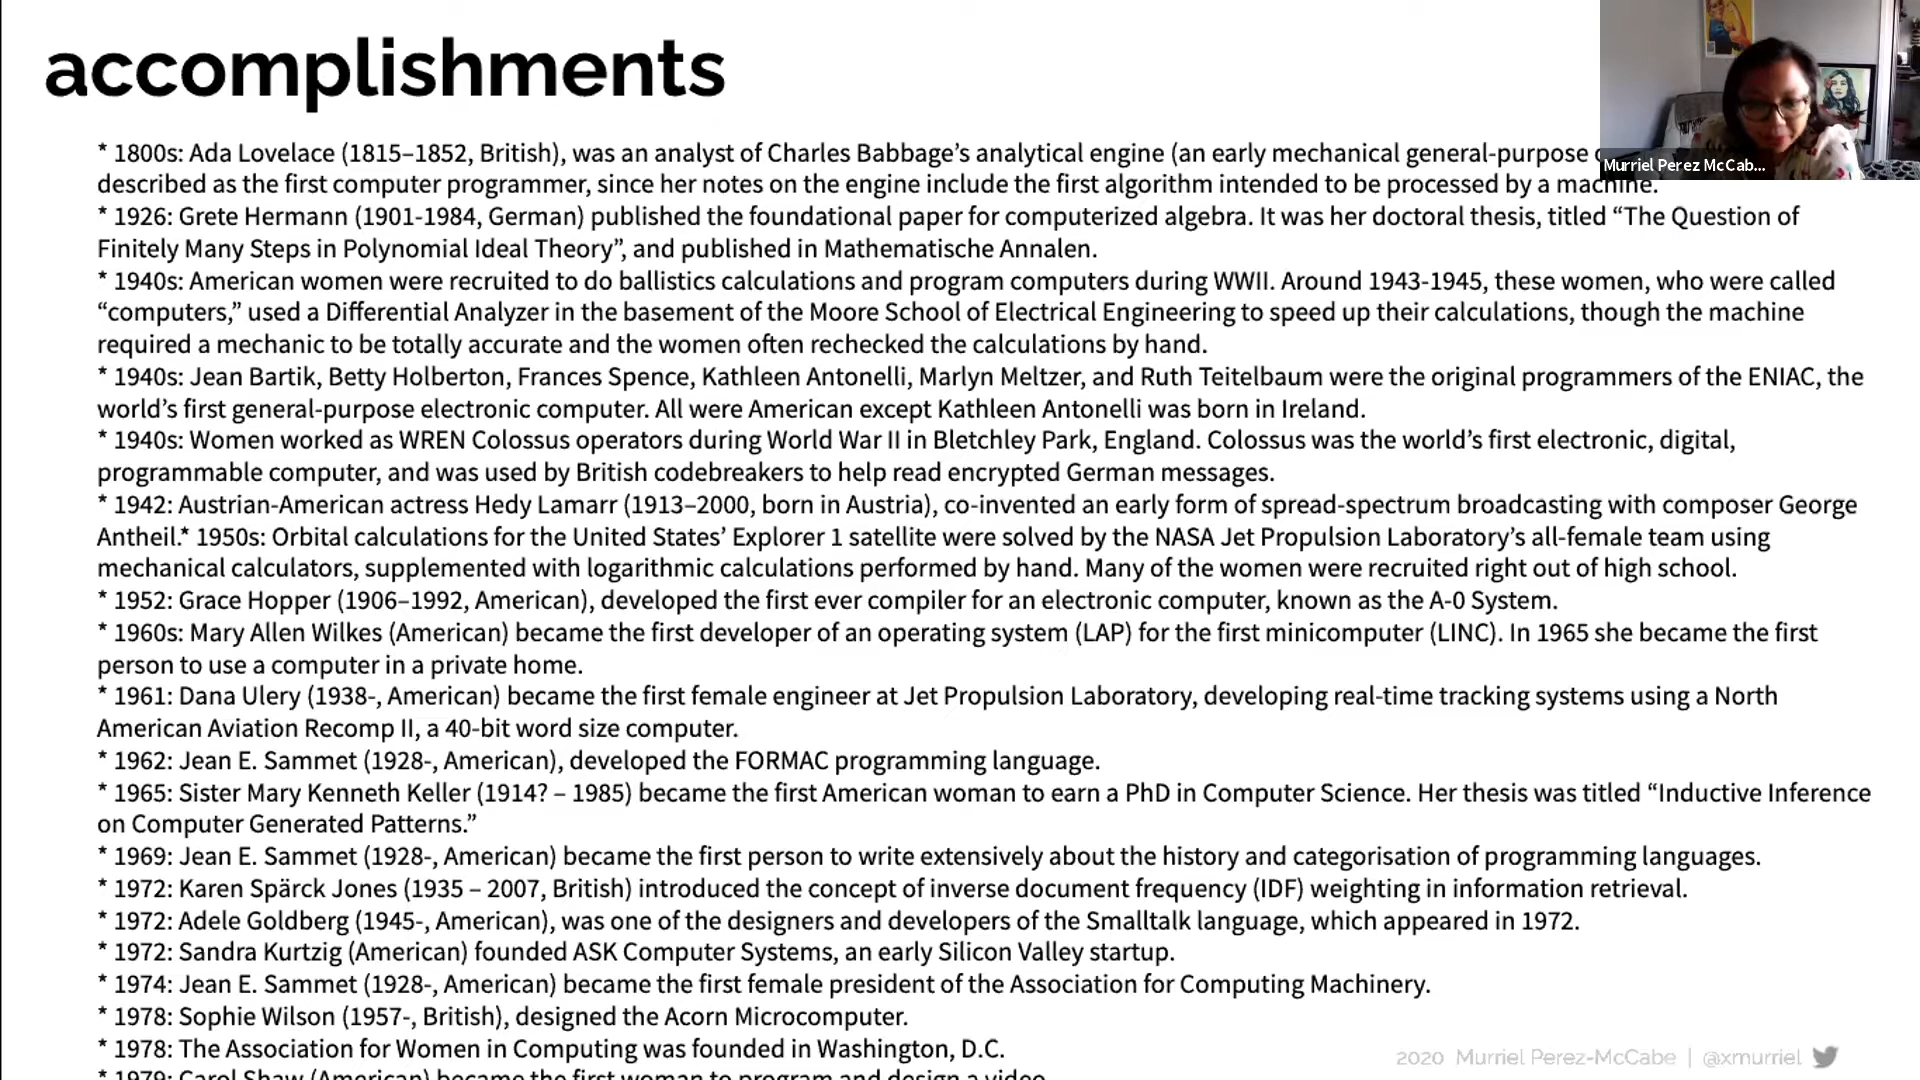 accomplishments
* 1800s: Ada Lovelace (1815–1852, British), was an analyst of Charles Babbage’s analytical engine (an early mechanical general-purpose
described as the first computer programmer, since her notes on the engine include the first algorithm intended to be processed by a machine.
Murriel Perez McCab...
* 1926: Grete Hermann (1901-1984, German) published the foundational paper for computerized algebra. It was her doctoral thesis, titled “The Question of
Finitely Many Steps in Polynomial Ideal Theory”, and published in Mathematische Annalen.
* 1940s: American women were recruited to do ballistics calculations and program computers during WWII. Around 1943-1945, these women, who were called
“computers,” used a Differential Analyzer in the basement of the Moore School of Electrical Engineering to speed up their calculations, though the machine
required a mechanic to be totally accurate and the women often rechecked the calculations by hand.
* 1940s: Jean Bartik, Betty Holberton, Frances Spence, Kathleen Antonelli, Marlyn Meltzer, and Ruth Teitelbaum were the original programmers of the ENIAC, the
world’s first general-purpose electronic computer. All were American except Kathleen Antonelli was born in Ireland.
* 1940s: Women worked as WREN Colossus operators during World War II in Bletchley Park, England. Colossus was the world’s first electronic, digital,
programmable computer, and was used by British codebreakers to help read encrypted German messages.
* 1942: Austrian-American actress Hedy Lamarr (1913–2000, born in Austria), co-invented an early form of spread-spectrum broadcasting with composer George
Antheil.* 1950s: Orbital calculations for the United States’ Explorer 1 satellite were solved by the NASA Jet Propulsion Laboratory’s all-female team using
mechanical calculators, supplemented with logarithmic calculations performed by hand. Many of the women were recruited right out of high school.
* 1952: Grace Hopper (1906–1992, American), developed the first ever compiler for an electronic computer, known as the A-0 System.
* 1960s: Mary Allen Wilkes (American) became the first developer of an operating system (LAP) for the first minicomputer (LINC). In 1965 she became the first
person to use a computer in a private home.
* 1961: Dana Ulery (1938-, American) became the first female engineer at Jet Propulsion Laboratory, developing real-time tracking systems using a North
American Aviation Recomp II, a 40-bit word size computer.
* 1962: Jean E. Sammet (1928-, American), developed the FORMAC programming language.
* 1965: Sister Mary Kenneth Keller (1914? – 1985) became the first American woman to earn a PhD in Computer Science. Her thesis was titled “Inductive Inference
on Computer Generated Patterns.”
* 1969: Jean E. Sammet (1928-, American) became the first person to write extensively about the history and categorisation of programming languages.
* 1972: Karen Spärck Jones (1935 – 2007, British) introduced the concept of inverse document frequency (IDF) weighting in information retrieval.
* 1972: Adele Goldberg (1945-, American), was one of the designers and developers of the Smalltalk language, which appeared in 1972.
* 1972: Sandra Kurtzig (American) founded ASK Computer Systems, an early Silicon Valley startup.
* 1974: Jean E. Sammet (1928-, American) became the first female president of the Association for Computing Machinery.
* 1978: Sophie Wilson (1957-, British), designed the Acorn Microcomputer.
* 1978: The Association for Women in Computing was founded in Washington, D.C.
* 1979: Carol Shaw (American) became the first woman to program and design a video
2020 Murriel Perez-McCabe | @xmurriel